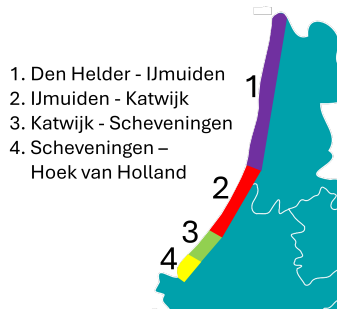 1. Den Helder - IJmuiden
2. IJmuiden - Katwijk
3. Katwijk - Scheveningen
4. Scheveningen –
Hoek van Holland
1
2
3
4